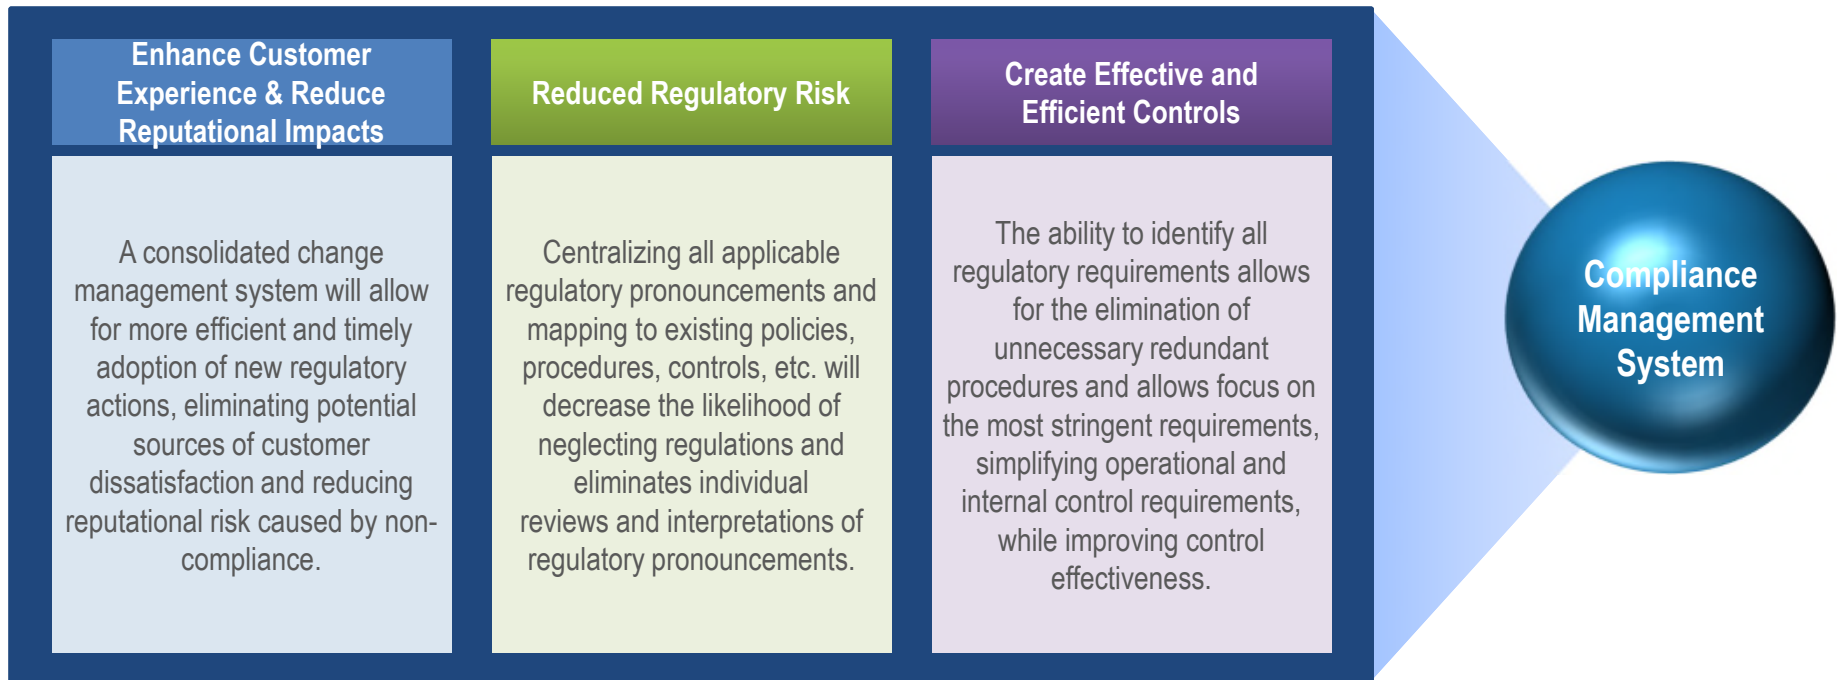 Enhance Customer
Experience & Reduce
Reputational Impacts
A consolidated change
management system will allow
for more efficient and timely
adoption of new regulatory
actions, eliminating potential
sources of customer
dissatisfaction and reducing
reputational risk caused by non-
compliance.
Reduced Regulatory Risk
Centralizing all applicable
regulatory pronouncements and
mapping to existing policies,
procedures, controls, etc. will
decrease the likelihood of
neglecting regulations and
eliminates individual
reviews and interpretations of
regulatory pronouncements.
Create Effective and
Efficient Controls
The ability to identify all
regulatory requirements allows
for the elimination of
unnecessary redundant
procedures and allows focus on
the most stringent requirements,
simplifying operational and
internal control requirements,
while improving control
effectiveness.
Compliance
Management
System